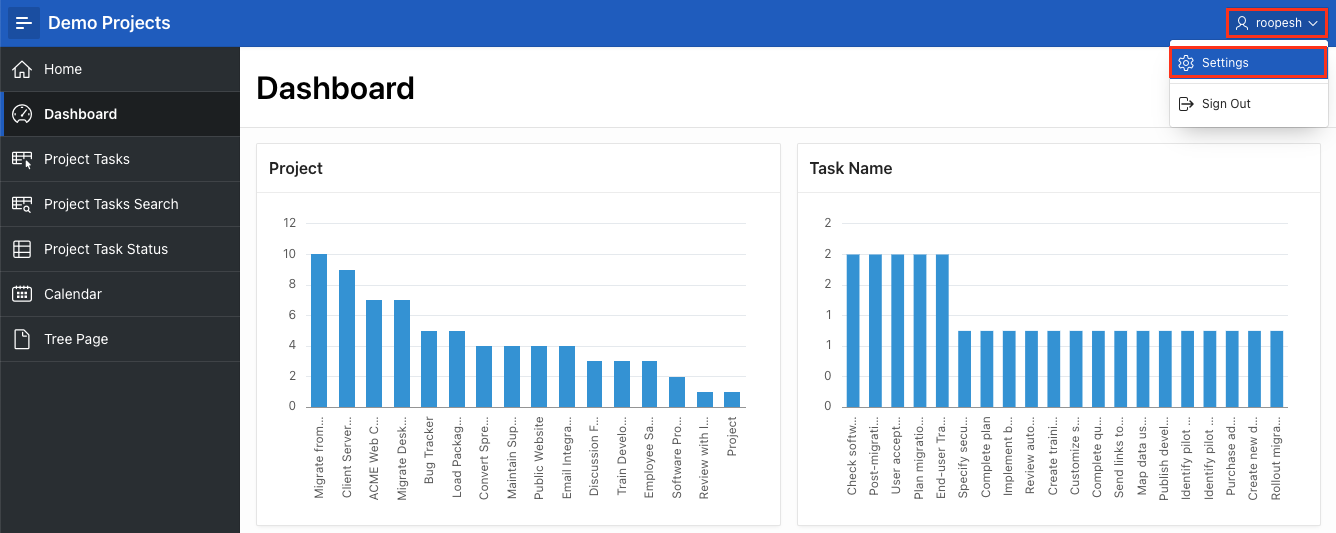 Demo Projects
roopesh
Settings
Sign Out
Home
Dashboard
Project Tasks
Project Tasks Search
Project Task Status
Calendar
Tree Page
Dashboard
Project
12
10
8
6
4
2
0
Migrate from...
Client Server...
ACME Web C...
Migrate Desk...
Bug Tracker
Load Packag...
Convert Spre...
Maintain Sup...
Public Website
Email Integra...
Discussion F...
Train Develo...
Employee Sa...
Software Pro...
Review with l...
Project
Task Name
2
2
2
1
1
0
0
Check softw...
Post-migrati...
User accept...
Plan migratio...
End-user Tra...
Specify secu...
Complete plan
Implement b...
Review auto...
Create traini...
Customize s...
Complete qu...
Send links to...
Map data us...
Publish devel...
Identify pilot ...
Identify pilot ...
Purchase ad...
Create new d...
Rollout migra...